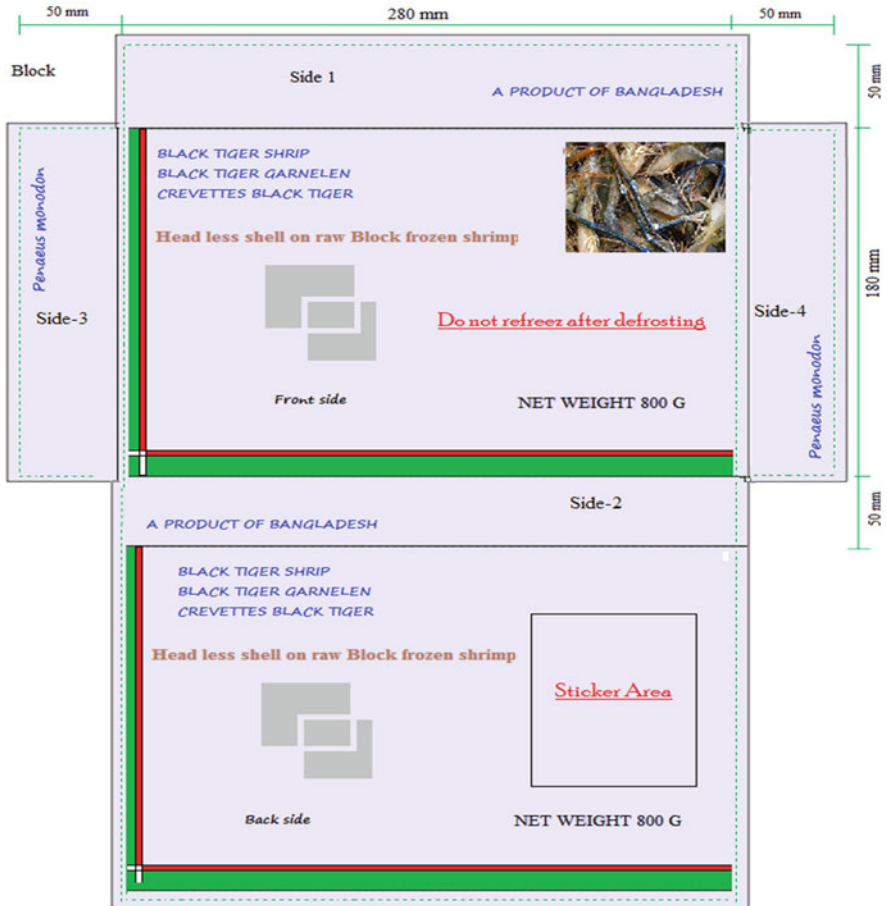 50 mm
280 mm
50 mm
Block
Side 1
50 mm
A PRODUCT OF BANGLADESH
BLACK TIGER SHRIP
BLACK TIGER GARNELEN
CREVETTES BLACK TIGER
Penaeus monodon
Head less shell on raw Block frozen shrimp
180 mm
Side-3
Do not refreez after defrosting
Side-4
Front side
NET WEIGHT 800 G
Penaeus monodon
Side-2
50 mm
A PRODUCT OF BANGLADESH
BLACK TIGER SHRIP
BLACK TIGER GARNELEN
CREVETTES BLACK TIGER
Head less shell on raw Block frozen shrimp
Sticker Area
Back side
NET WEIGHT 800 G